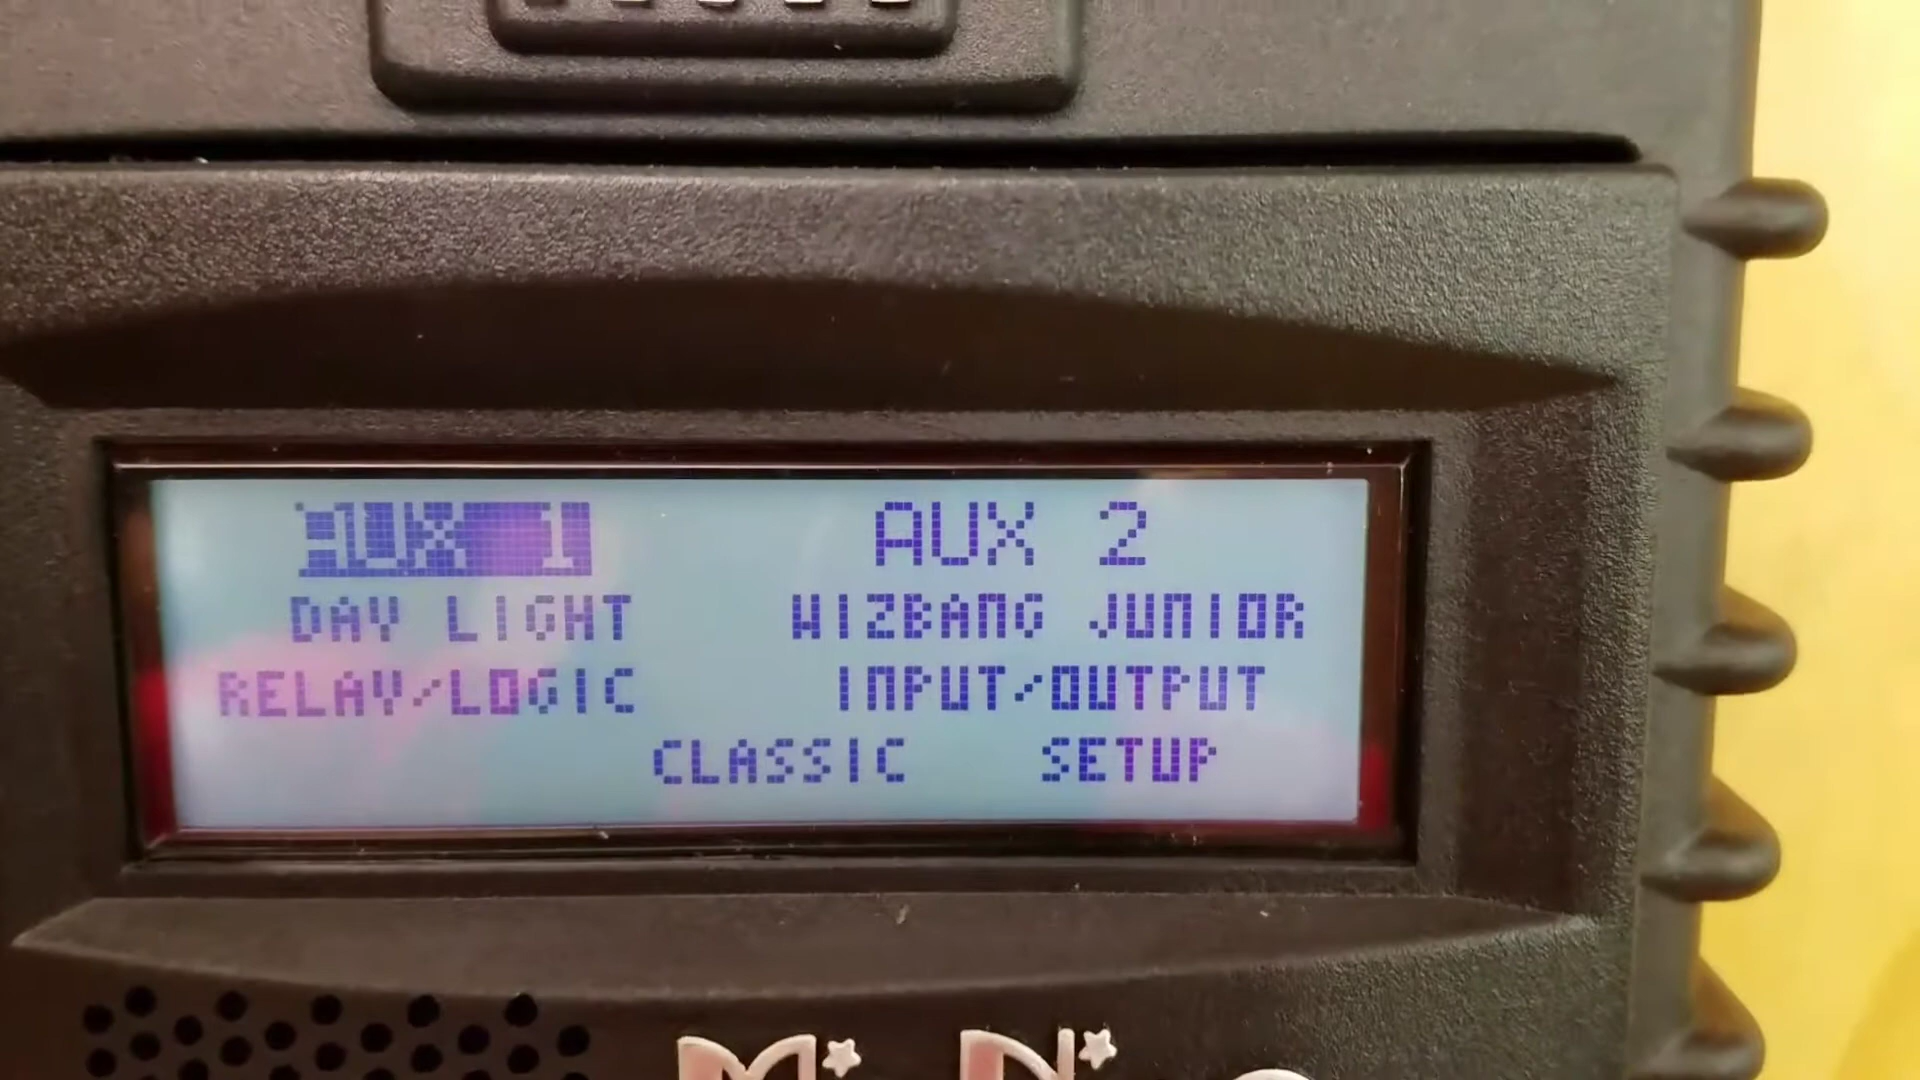 AUX 1 AUX 2
DAY LIGHT WIZBANG JUNIOR
RELAY/LOGIC INPUT/OUTPUT
CLASSIC SETUP